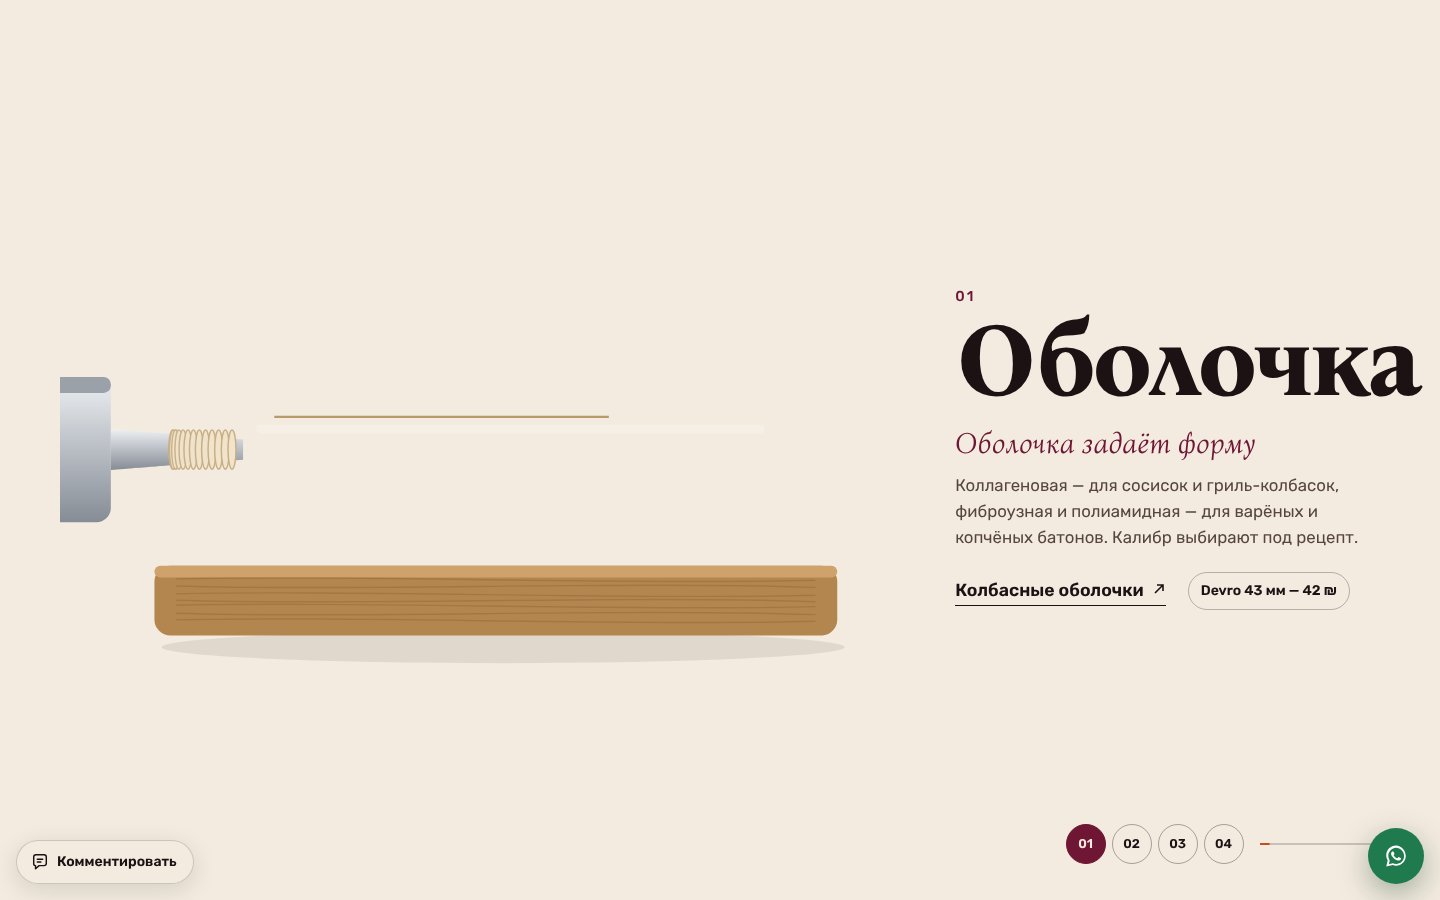 01
Оболочка
Оболочка задаёт форму
Коллагеновая — для сосисок и гриль-колбасок,
фиброузная и полиамидная — для варёных и
копчёных батонов. Калибр выбирают под рецепт.
Колбасные оболочки ↗
Devro 43 мм — 42 ₪
01 02 03 04
Комментировать